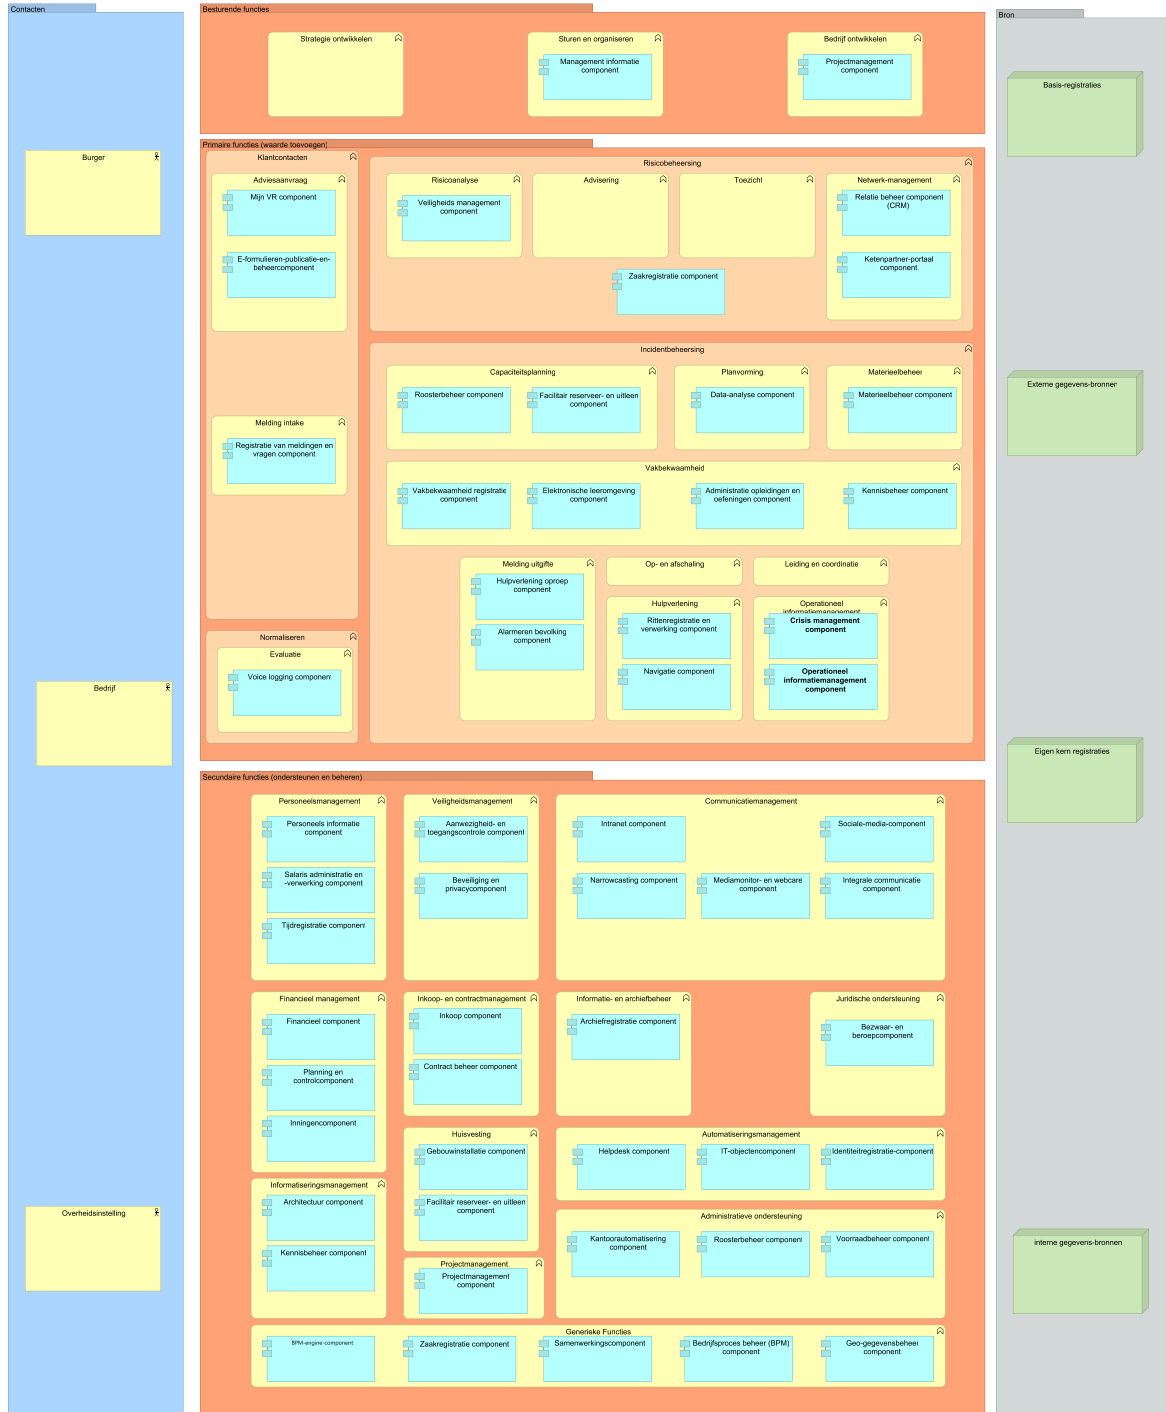 Contacten
Burger
Bedrijf
Overheidsinstelling
Besturende functies
Strategie ontwikkelen
Sturen en organiseren
Management informatie
component
Bedrijf ontwikkelen
Projectmanagement
component
Primaire functies (waarde toevoegen)
Klantcontacten
Adviesaanvraag
Mijn VR component
E-formulieren-publicatie-en-
beheercomponent
Melding intake
Registratie van meldingen en
vragen component
Normaliseren
Evaluatie
Voice logging component
Risicobeheersing
Risicoanalyse
Veiligheids management
component
Advisering
Toezicht
Netwerk-management
Relatie beheer component
(CRM)
Ketenpartner-portaal
component
Zaakregistratie component
Incidentbeheersing
Capaciteitsplanning
Roosterbeheer component
Facilitair reserveer- en uitleen
component
Planvorming
Data-analyse component
Materieelbeheer
Materieelbeheer component
Vakbekwaamheid
Vakbekwaamheid registratie
component
Elektronische leeromgeving
component
Administratie opleidingen en
oefeningen component
Kennisbeheer component
Melding uitgifte
Hulpverlening oproep
component
Alarmeren bevolking
component
Op- en afschaling
Leiding en coordinatie
Hulpverlening
Rittenregistratie en
verwerking component
Navigatie component
Operationeel
informatiemanagement
Crisis management
component
Operationeel
informatiemanagement
component
Secundaire functies (ondersteunen en beheren)
Personeelsmanagement
Personeels informatie
component
Salaris administratie en
-verwerking component
Tijdregistratie component
Veiligheidsmanagement
Aanwezigheid- en
toegangscontrole component
Beveiliging en
privacycomponent
Communicatiemanagement
Intranet component
Sociale-media-component
Narrowcasting component
Mediamonitor- en webcare
component
Integrale communicatie
component
Financieel management
Financieel component
Planning en
controlcomponent
Inningencomponent
Inkoop- en contractmanagement
Inkoop component
Contract beheer component
Informatie- en archiefbeheer
Archiefregistratie component
Juridische ondersteuning
Bezwaar- en
beroepcomponent
Huisvesting
Gebouwinstallatie component
Facilitair reserveer- en uitleen
component
Automatiseringsmanagement
Helpdesk component
IT-objectencomponent
Identiteitregistratie-component
Informatiseringsmanagement
Architectuur component
Kennisbeheer component
Administratieve ondersteuning
Kantoorautomatisering
component
Roosterbeheer component
Voorraadbeheer component
Projectmanagement
Projectmanagement
component
Generieke Functies
BPM-engine-component
Zaakregistratie component
Samenwerkingscomponent
Bedrijfsproces beheer (BPM)
component
Geo-gegevensbeheer
component
Bron
Basis-registraties
Externe gegevens-bronnen
Eigen kern registraties
interne gegevens-bronnen